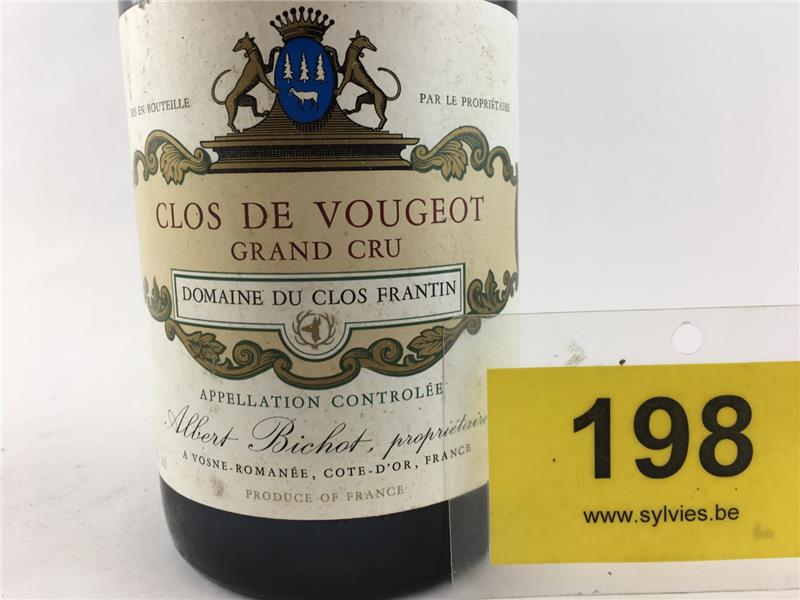 EN BOUTEILLE
PAR LE PROPRIÉTAIRE
CLOS DE VOUGEOT
GRAND CRU
DOMAINE DU CLOS FRANTIN
APPELLATION CONTROLÉE
Albert Bichot, propriétaire
A VOSNE-ROMANÉE, COTE-D'OR, FRANCE
PRODUCE OF FRANCE
198
www.sylvies.be